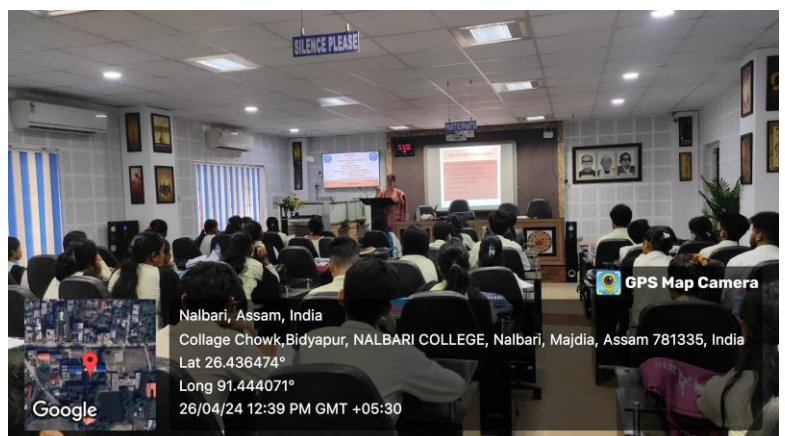 SILENCE PLEASE
PARTICIPANTS
GPS Map Camera
Nalbari, Assam, India
Collage Chowk,Bidyapur, NALBARI COLLEGE, Nalbari, Majdia, Assam 781335, India
Lat 26.436474°
Long 91.444071°
26/04/24 12:39 PM GMT +05:30
Google